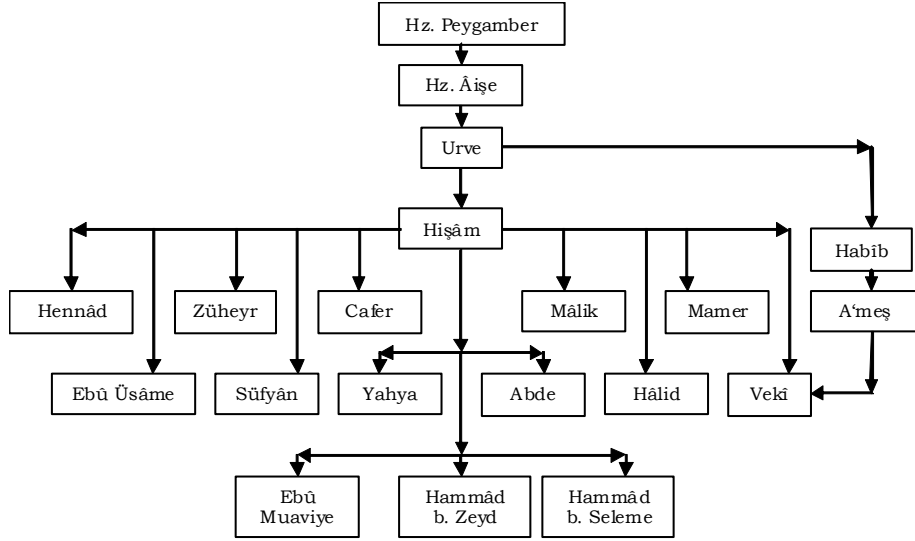 Hz. Peygamber
Hz. Âişe
Urve
Hişâm
Habîb
Hennâd
Züheyr
Cafer
Mâlik
Mamer
A‘meş
Ebû Üsâme
Süfyân
Yahya
Abde
Hâlid
Vekî
Ebû
Muaviye
Hammâd
b. Zeyd
Hammâd
b. Seleme